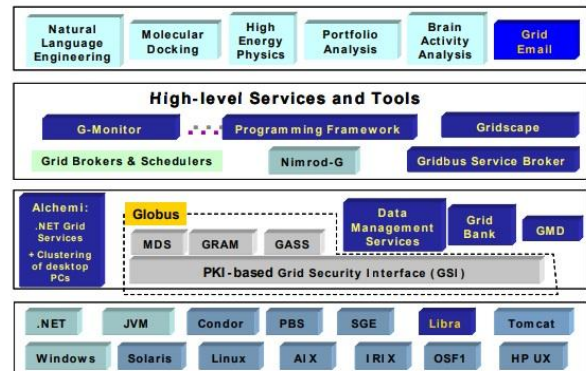 Natural
Language
Engineering
Molecular
Docking
High
Energy
Physics
Portfolio
Analysis
Brain
Activity
Analysis
Grid
Email
High-level Services and Tools
G-Monitor
Programming Framework
Gridscape
Grid Brokers & Schedulers
Nimrod-G
Gridbus Service Broker
Alchemi:
.NET Grid
Services
+ Clustering
of desktop
PCs
Globus
MDS
GRAM
GASS
Data
Management
Services
Grid
Bank
GMD
PKI-based Grid Security Interface (GSI)
.NET
JVM
Condor
PBS
SGE
Libra
Tomcat
Windows
Solaris
Linux
AIX
IRIX
OSF1
HP UX